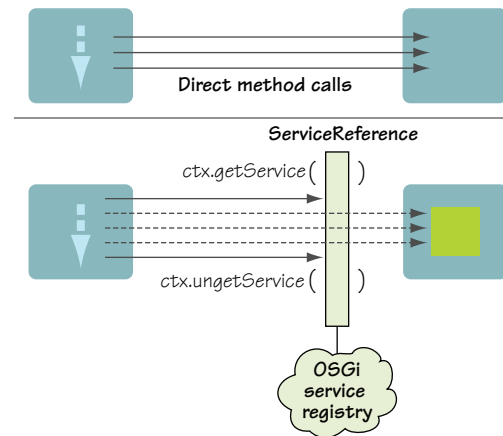 Direct method calls
ServiceReference
ctx.getService( )
ctx.ungetService( )
OSGi
service
registry